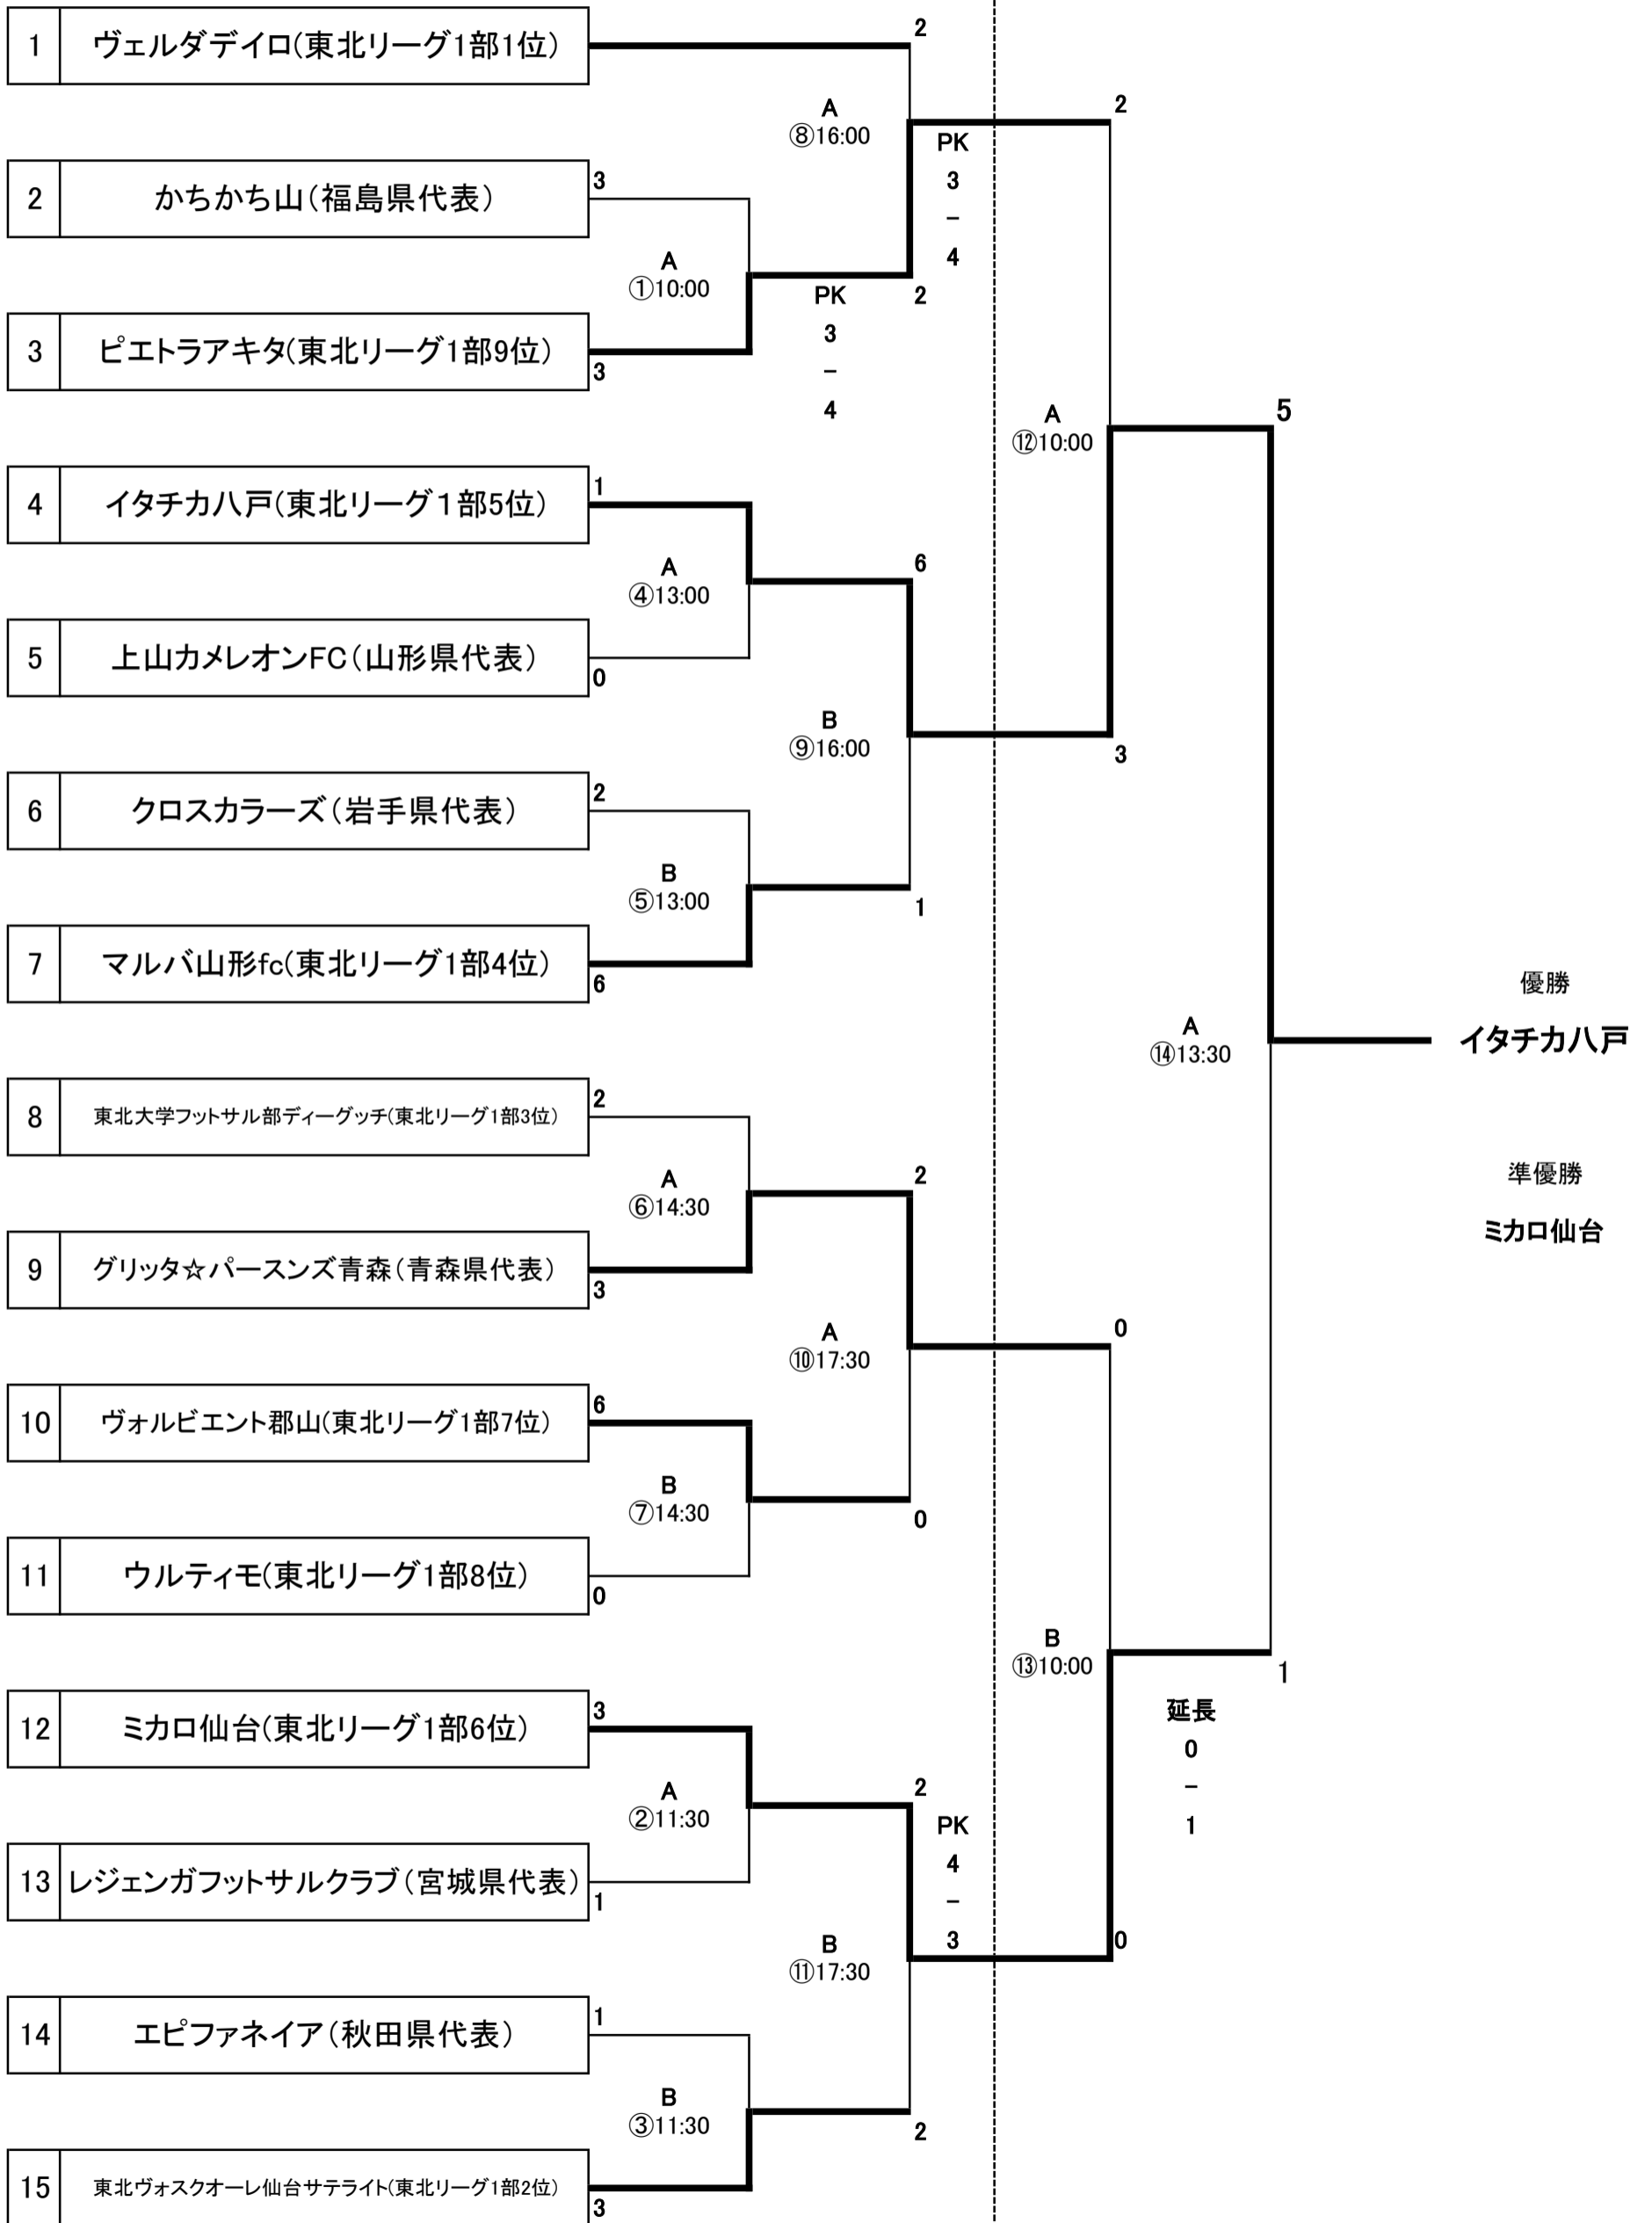 1 ヴェルダデイロ(東北リーグ1部1位)
2
A
⑧16:00
2
PK
3
–
4
2 かちかち山(福島県代表)
3
A
①10:00
3 ピエトラアキタ(東北リーグ1部9位)
3
PK
3
–
4
2
A
⑫10:00
5
4 イタチカ八戸(東北リーグ1部5位)
1
A
④13:00
6
5 上山カメレオンFC(山形県代表)
0
B
⑨16:00
3
6 クロスカラーズ(岩手県代表)
2
B
⑤13:00
1
7 マルバ山形fc(東北リーグ1部4位)
6
A
⑭13:30
優勝
イタチカ八戸
準優勝
ミカロ仙台
8 東北大学フットサル部ディーグッチ(東北リーグ1部3位)
2
A
⑥14:30
2
9 グリッタ☆パースンズ青森(青森県代表)
3
A
⑩17:30
0
10 ヴォルビエント郡山(東北リーグ1部7位)
6
B
⑦14:30
0
11 ウルティモ(東北リーグ1部8位)
0
B
⑬10:00
1
延長
0
–
1
12 ミカロ仙台(東北リーグ1部6位)
3
A
②11:30
2
PK
4
–
3
13 レジェンガフットサルクラブ(宮城県代表)
1
B
⑪17:30
0
14 エピファネイア(秋田県代表)
1
B
③11:30
2
15 東北ヴォスクオーレ仙台サテライト(東北リーグ1部2位)
3